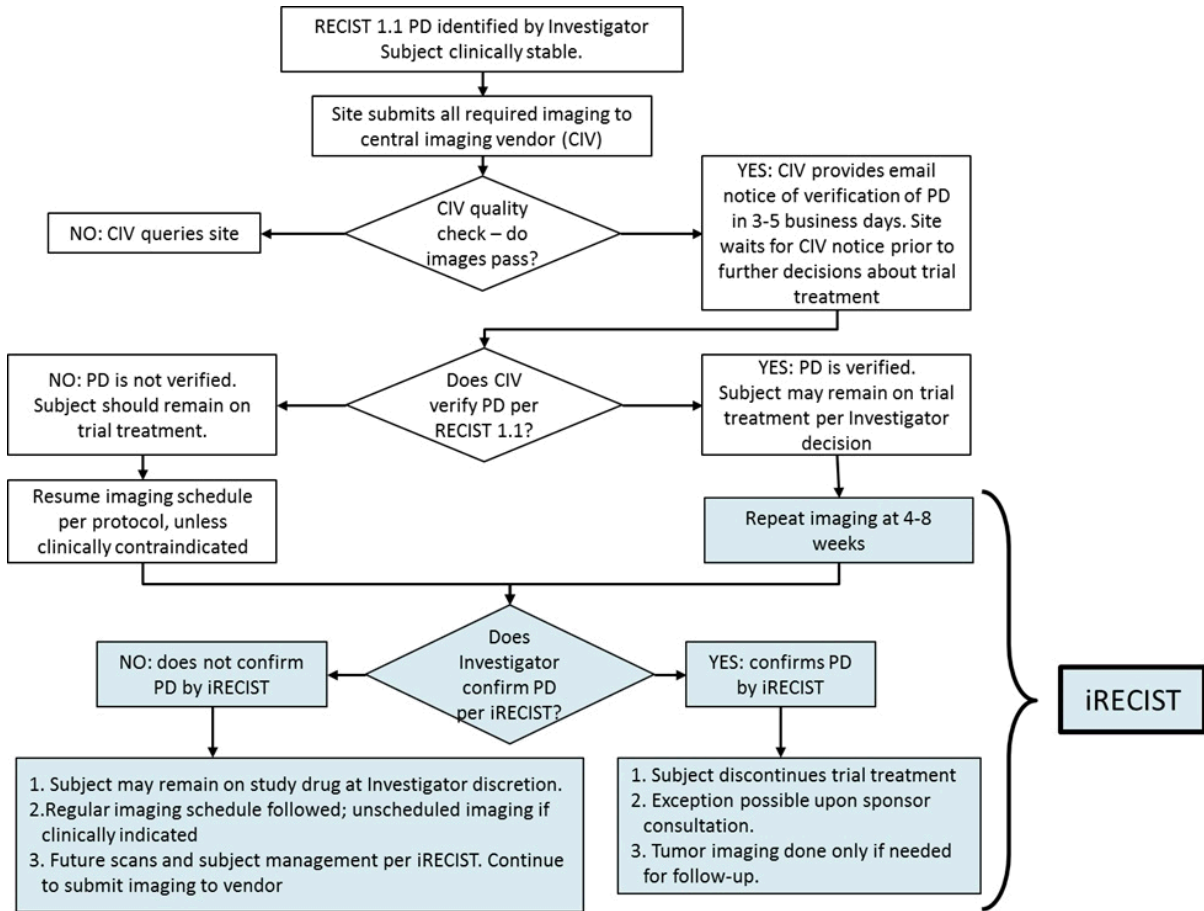 RECIST 1.1 PD identified by Investigator
Subject clinically stable.
Site submits all required imaging to
central imaging vendor (CIV)
CIV quality
check – do
images pass?
NO: CIV queries site
YES: CIV provides email
notice of verification of PD
in 3-5 business days. Site
waits for CIV notice prior to
further decisions about trial
treatment
Does CIV
verify PD per
RECIST 1.1?
NO: PD is not verified.
Subject should remain on
trial treatment.
YES: PD is verified.
Subject may remain on trial
treatment per Investigator
decision
Resume imaging schedule
per protocol, unless
clinically contraindicated
Repeat imaging at 4-8
weeks
Does
Investigator
confirm PD
per iRECIST?
NO: does not confirm
PD by iRECIST
YES: confirms PD
by iRECIST
iRECIST
1. Subject may remain on study drug at Investigator discretion.
2.Regular imaging schedule followed; unscheduled imaging if
clinically indicated
3. Future scans and subject management per iRECIST. Continue
to submit imaging to vendor
1. Subject discontinues trial treatment
2. Exception possible upon sponsor
consultation.
3. Tumor imaging done only if needed
for follow-up.